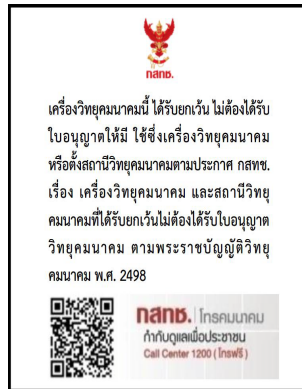 กสทช.
เครื่องวิทยุคมนาคมนี้ ได้รับยกเว้น ไม่ต้องได้รับ
ใบอนุญาตให้มี ใช้ซึ่งเครื่องวิทยุคมนาคม
หรือตั้งสถานีวิทยุคมนาคมตามประกาศ กสทช.
เรื่อง เครื่องวิทยุคมนาคม และสถานีวิทยุ
คมนาคมที่ได้รับยกเว้นไม่ต้องได้รับใบอนุญาต
วิทยุคมนาคม ตามพระราชบัญญัติวิทยุ
คมนาคม พ.ศ. 2498
กสทช. | โทรคมนาคม
กำกับดูแลเพื่อประชาชน
Call Center 1200 (โทรฟรี)